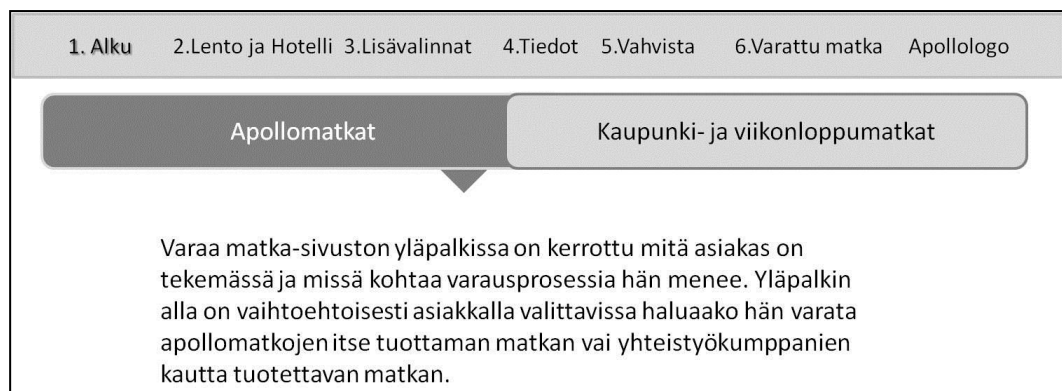 1. Alku 2.Lento ja Hotelli 3.Lisävalinnat 4.Tiedot 5.Vahvista 6.Varattu matka Apollologo
Apollomatkat Kaupunki- ja viikonloppumatkat
Varaa matka-sivuston yläpalkissa on kerrottu mitä asiakas on
tekemässä ja missä kohtaa varausprosessia hän menee. Yläpalkin
alla on vaihtoehtoisesti asiakkalla valittavissa haluaako hän varata
apollomatkojen itse tuottaman matkan vai yhteistyökumppanien
kautta tuotettavan matkan.